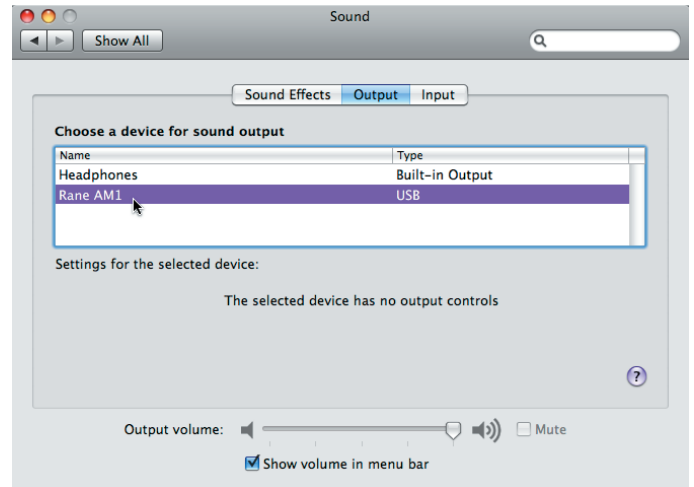 Sound
Show All
Sound Effects Output Input
Choose a device for sound output
Name Type
Headphones Built-in Output
Rane AM1 USB
Settings for the selected device:
The selected device has no output controls
?
Output volume: Mute
Show volume in menu bar